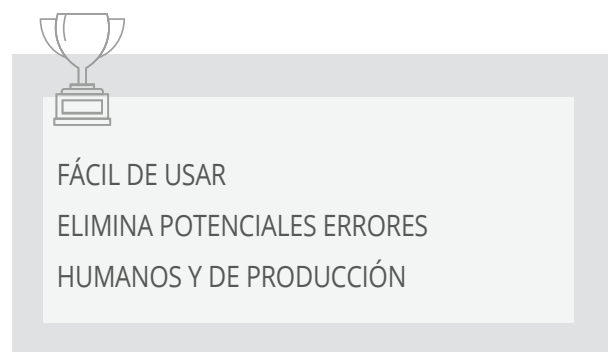 FÁCIL DE USAR
ELIMINA POTENCIALES ERRORES
HUMANOS Y DE PRODUCCIÓN